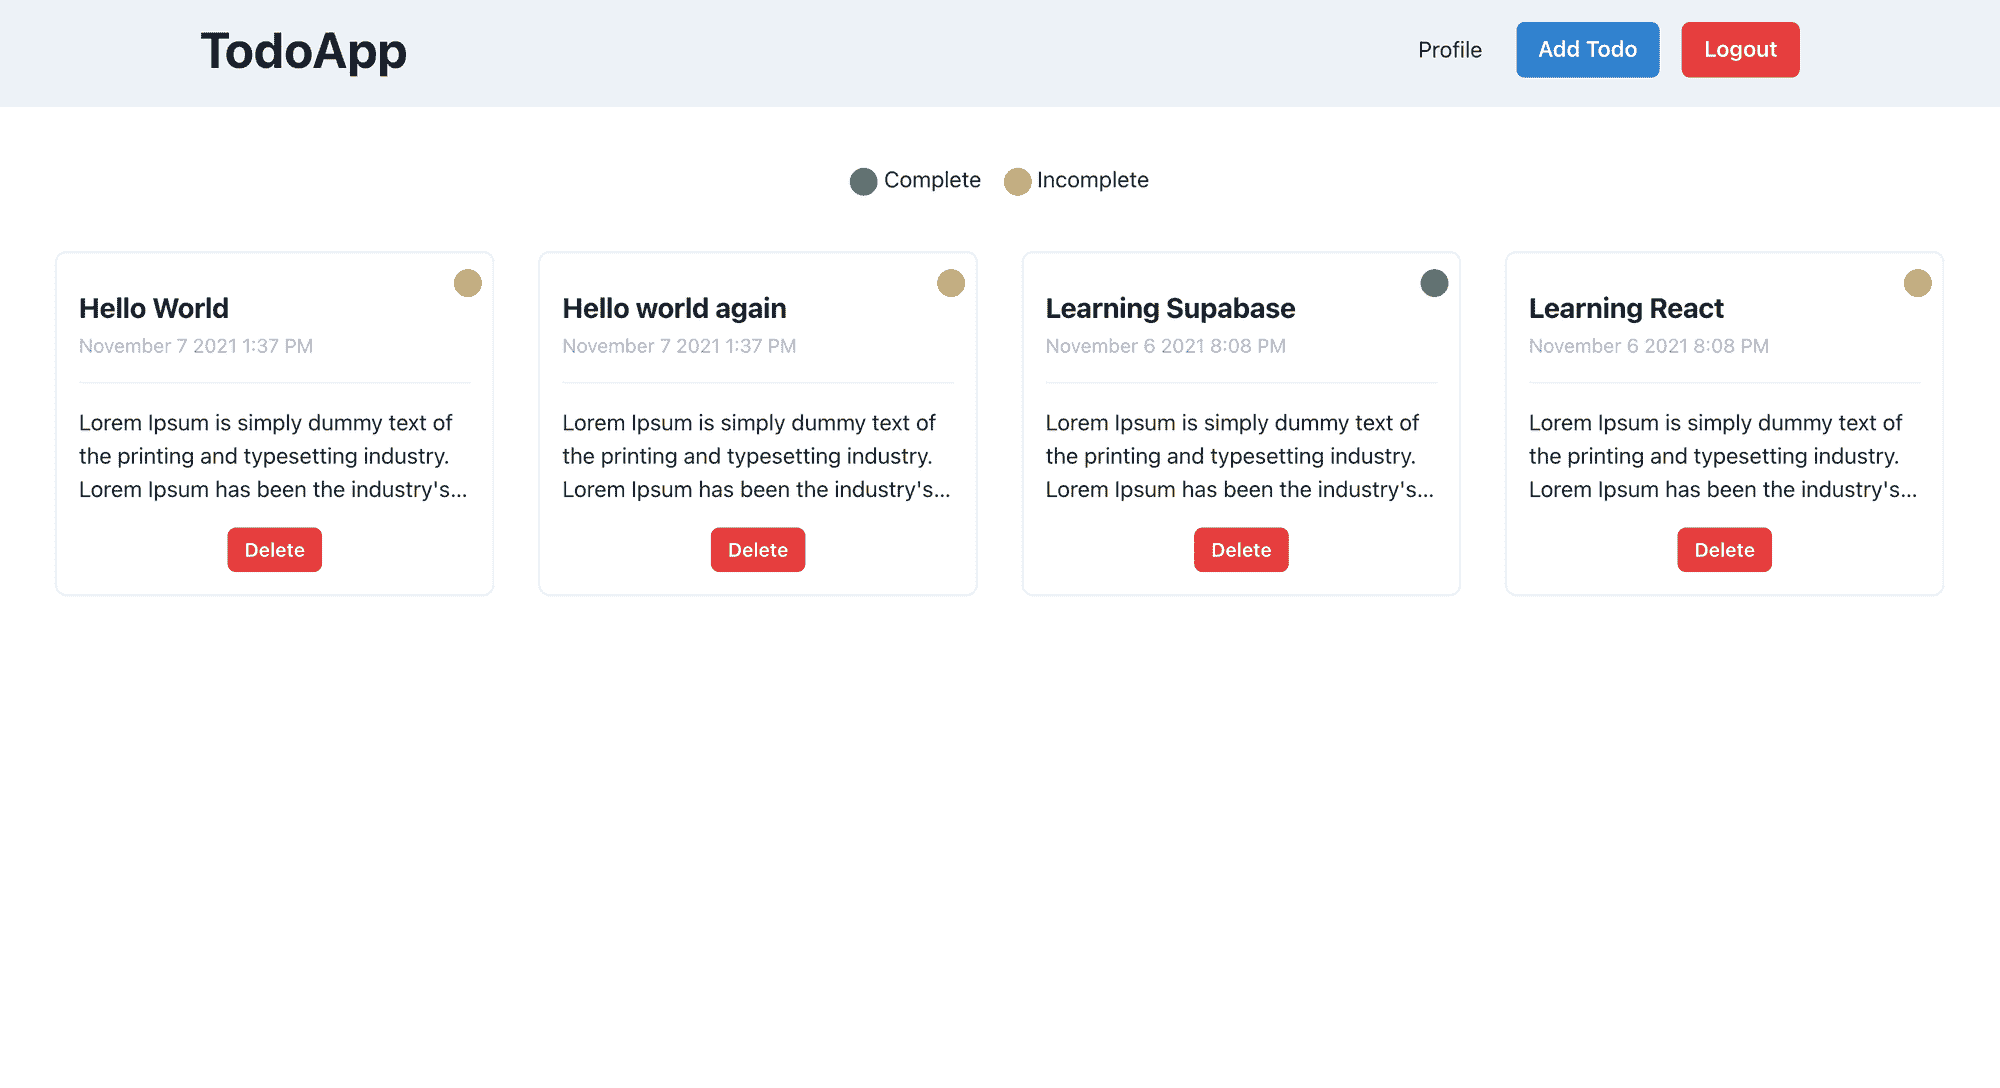 TodoApp
Profile
Add Todo
Logout
Complete
Incomplete
Hello World
November 7 2021 1:37 PM
Lorem Ipsum is simply dummy text of
the printing and typesetting industry.
Lorem Ipsum has been the industry's...
Delete
Hello world again
November 7 2021 1:37 PM
Lorem Ipsum is simply dummy text of
the printing and typesetting industry.
Lorem Ipsum has been the industry's...
Delete
Learning Supabase
November 6 2021 8:08 PM
Lorem Ipsum is simply dummy text of
the printing and typesetting industry.
Lorem Ipsum has been the industry's...
Delete
Learning React
November 6 2021 8:08 PM
Lorem Ipsum is simply dummy text of
the printing and typesetting industry.
Lorem Ipsum has been the industry's...
Delete